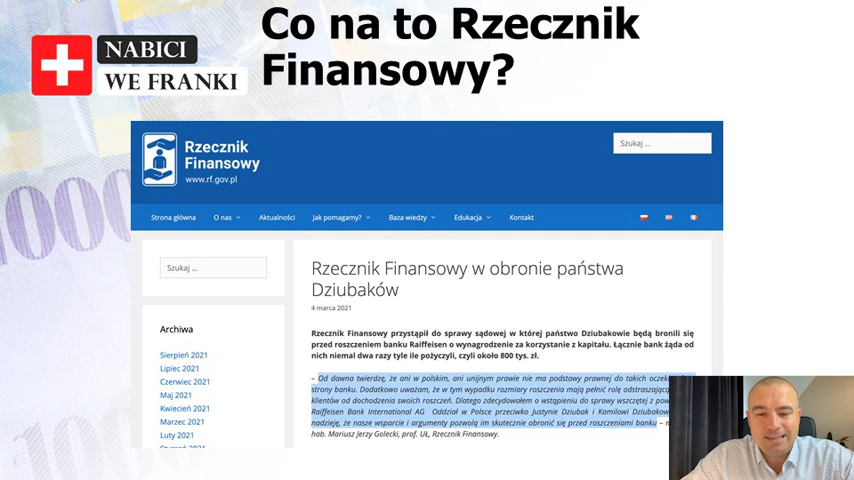 Co na to Rzecznik
Finansowy?
NABICI
WE FRANKI
Rzecznik
Finansowy
www.rf.gov.pl
Szukaj ...
Strona główna O nas Aktualności Jak pomagamy? Baza wiedzy Edukacja Kontakt
Szukaj ...
Archiwa
Sierpień 2021
Lipiec 2021
Czerwiec 2021
Maj 2021
Kwiecień 2021
Marzec 2021
Luty 2021
Rzecznik Finansowy w obronie państwa
Dziubaków
4 marca 2021
Rzecznik Finansowy przystąpił do sprawy sądowej w której państwo Dziubakowie będą bronili się
przed roszczeniem banku Raiffeisen o wynagrodzenie za korzystanie z kapitału. Łącznie bank żąda od
nich niemal dwa razy tyle ile pożyczyli, czyli około 800 tys. zł.
– Od dawna twierdzę, że ani w polskim, ani unijnym prawie nie ma podstawy prawnej do takich
strony banku. Dodatkowo uważam, że w tym wypadku rozmiary roszczenia mają pełnić rolę
klientów od dochodzenia swoich roszczeń. Dlatego zdecydowałem o wstąpieniu do sprawy wszczętej z
Raiffeisen Bank International AG Oddział w Polsce przeciwko Justynie Dziubak i Kamilowi
nadzieję, że nasze wsparcie i argumenty pozwolą im skutecznie obronić się przed roszczeniami banku –
hab. Mariusz Jerzy Golecki, prof. UŁ, Rzecznik Finansowy.